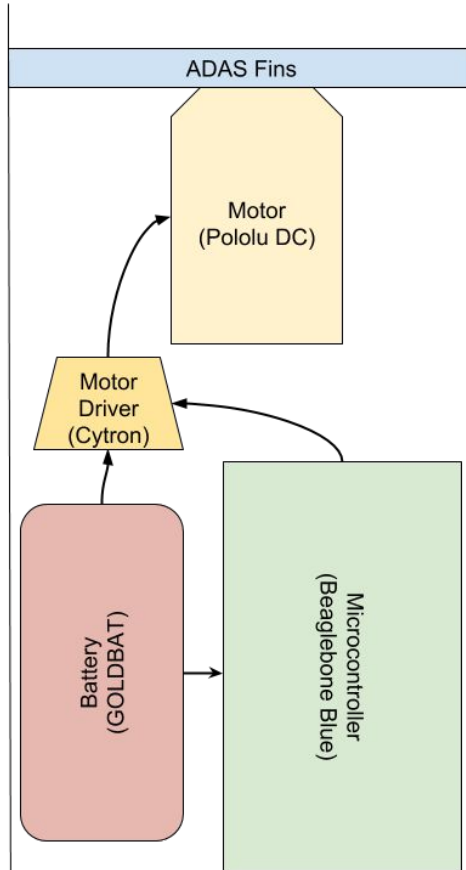 ADAS Fins
Motor
(Pololu DC)
Motor
Driver
(Cytron)
Battery
(GOLDBAT)
Microcontroller
(Beaglebone Blue)